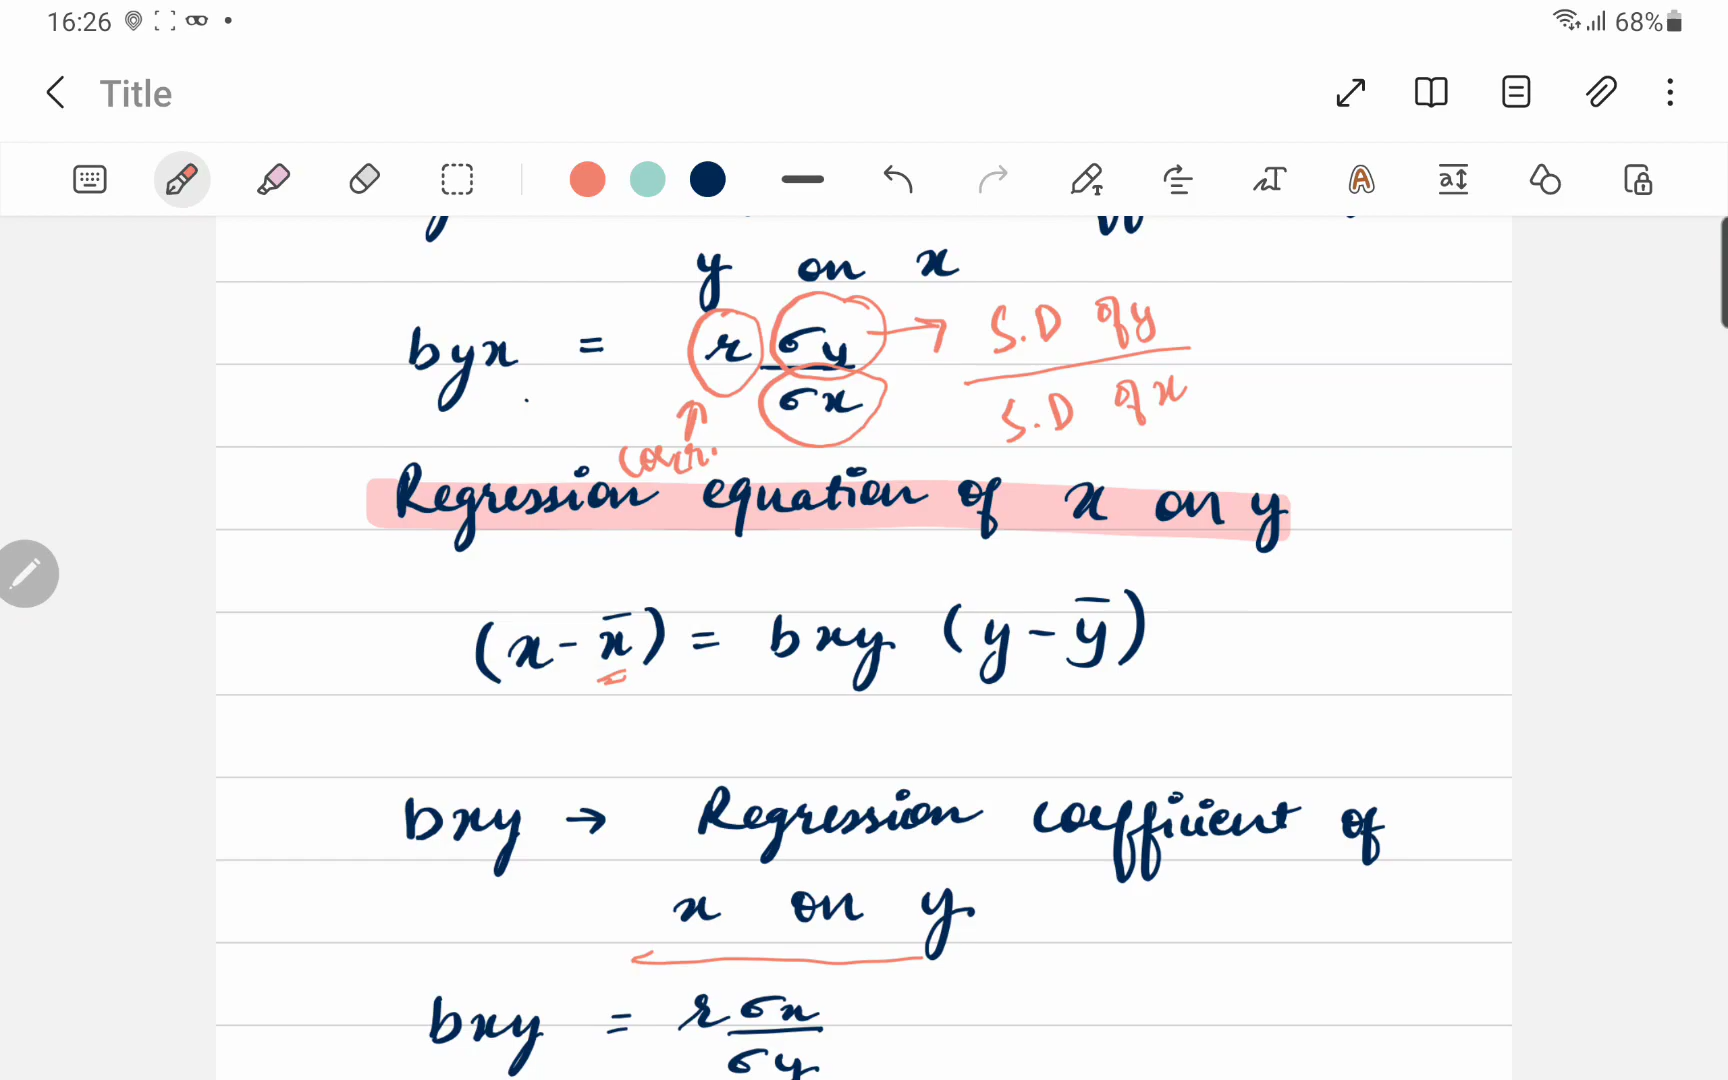 16:26 68%
Title
y on x
byx = r σy/σx → S.D of y / S.D of x
corr.
Regression equation of x on y
(x - x̄) = bxy (y - ȳ)
bxy → Regression coefficient of
x on y
bxy = r σx/σy